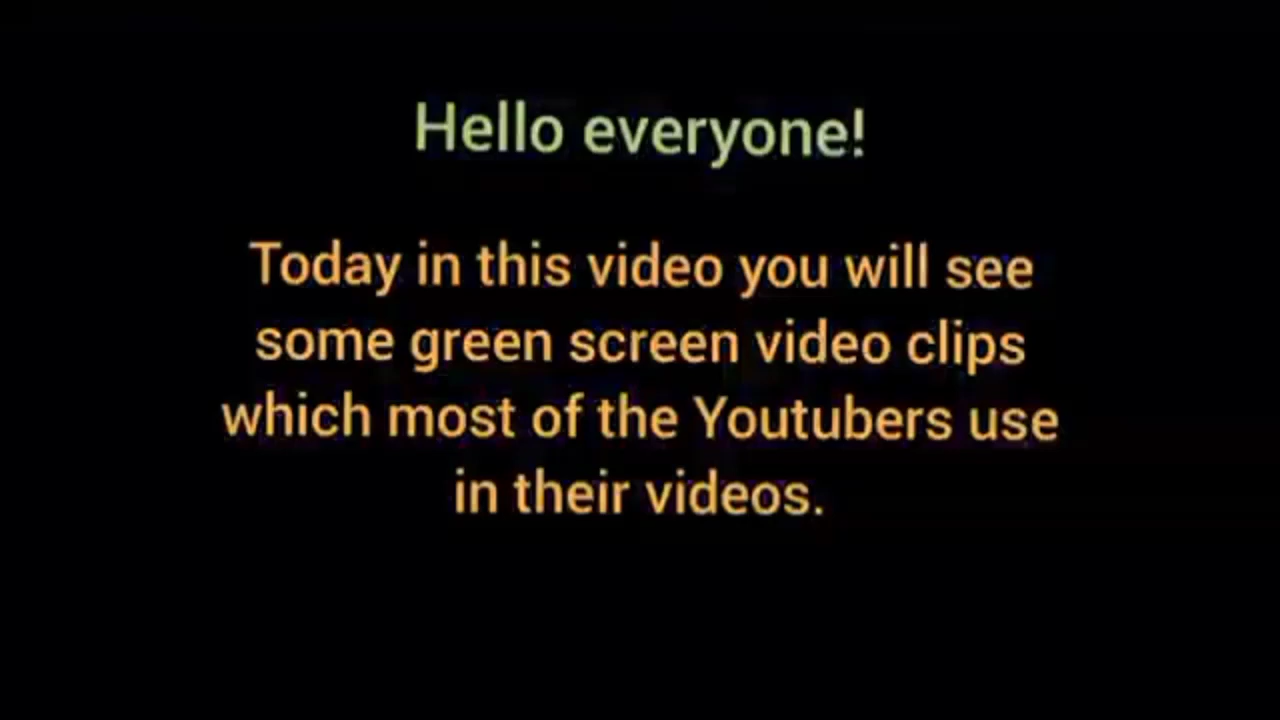 Hello everyone!
Today in this video you will see
some green screen video clips
which most of the Youtubers use
in their videos.